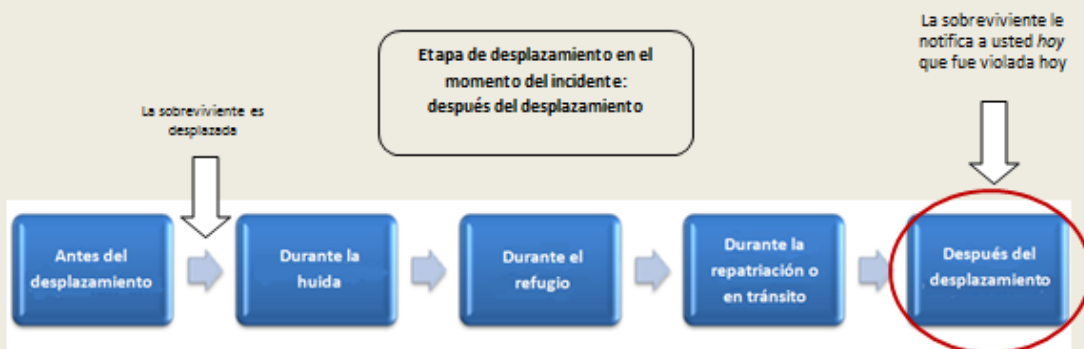 La sobreviviente le
notifica a usted hoy
que fue violada hoy
Etapa de desplazamiento en el
momento del incidente:
después del desplazamiento
La sobreviviente es
desplazada
Antes del
desplazamiento
Durante la
huida
Durante el
refugio
Durante la
repatriación o
en tránsito
Después del
desplazamiento